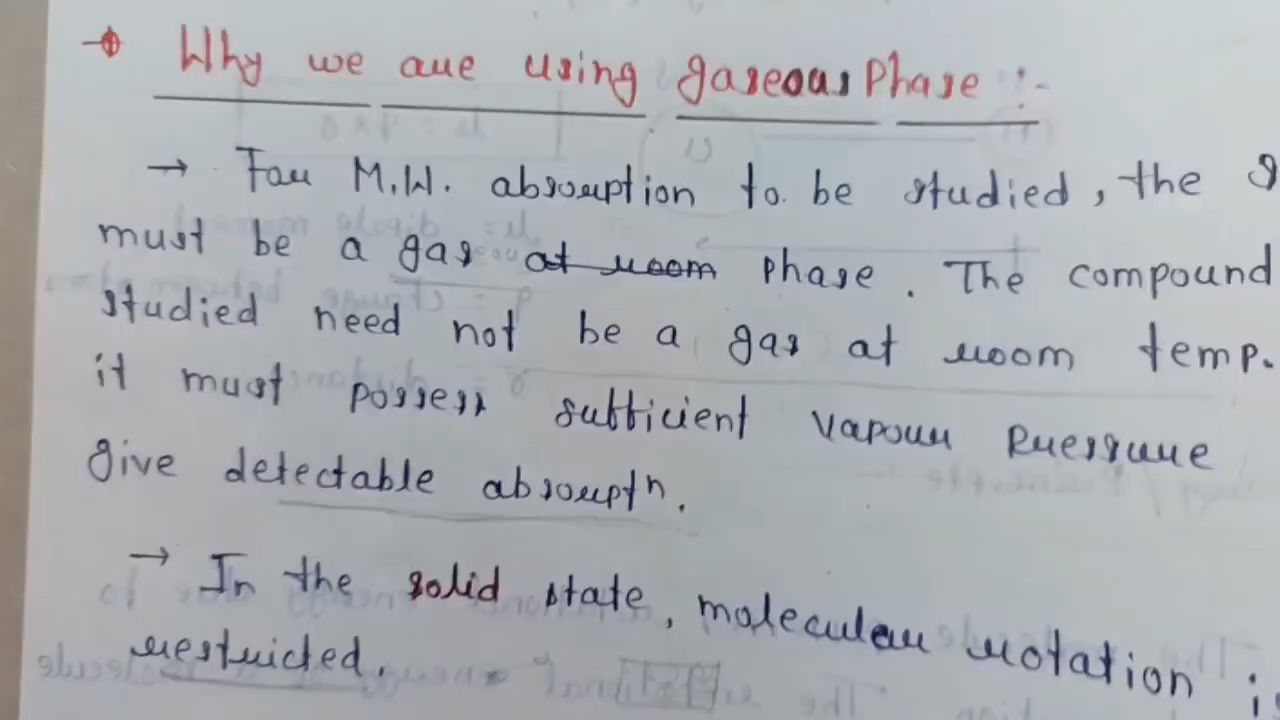 Why we are using gaseous Phase :-
→ For M.W. absorption to be studied, the
must be a gas at room phase. The compound
studied need not be a gas at room temp.
it must possess sufficient vapour Pressure
give detectable absorptⁿ.
→ In the solid state, molecular rotation is
restricted.